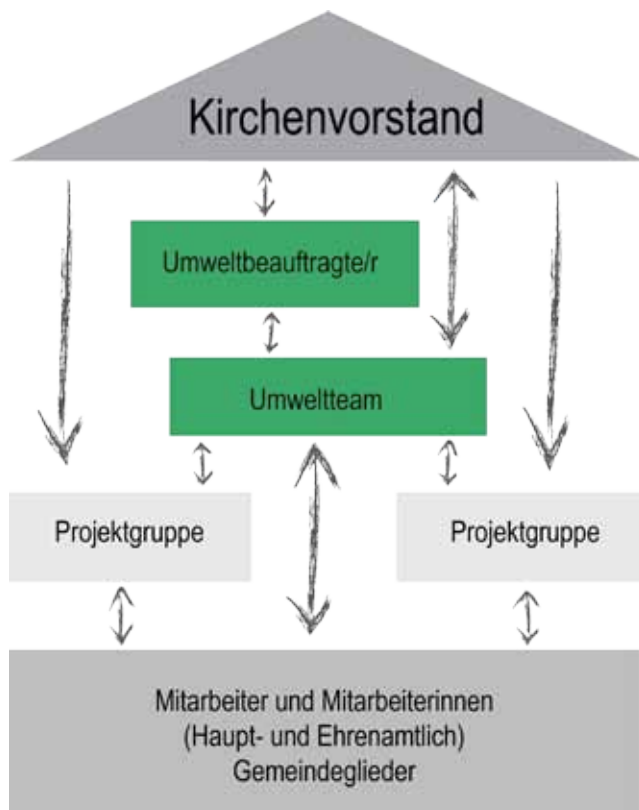 Kirchenvorstand
Umweltbeauftragte/r
Umweltteam
Projektgruppe
Projektgruppe
Mitarbeiter und Mitarbeiterinnen
(Haupt- und Ehrenamtlich)
Gemeindeglieder